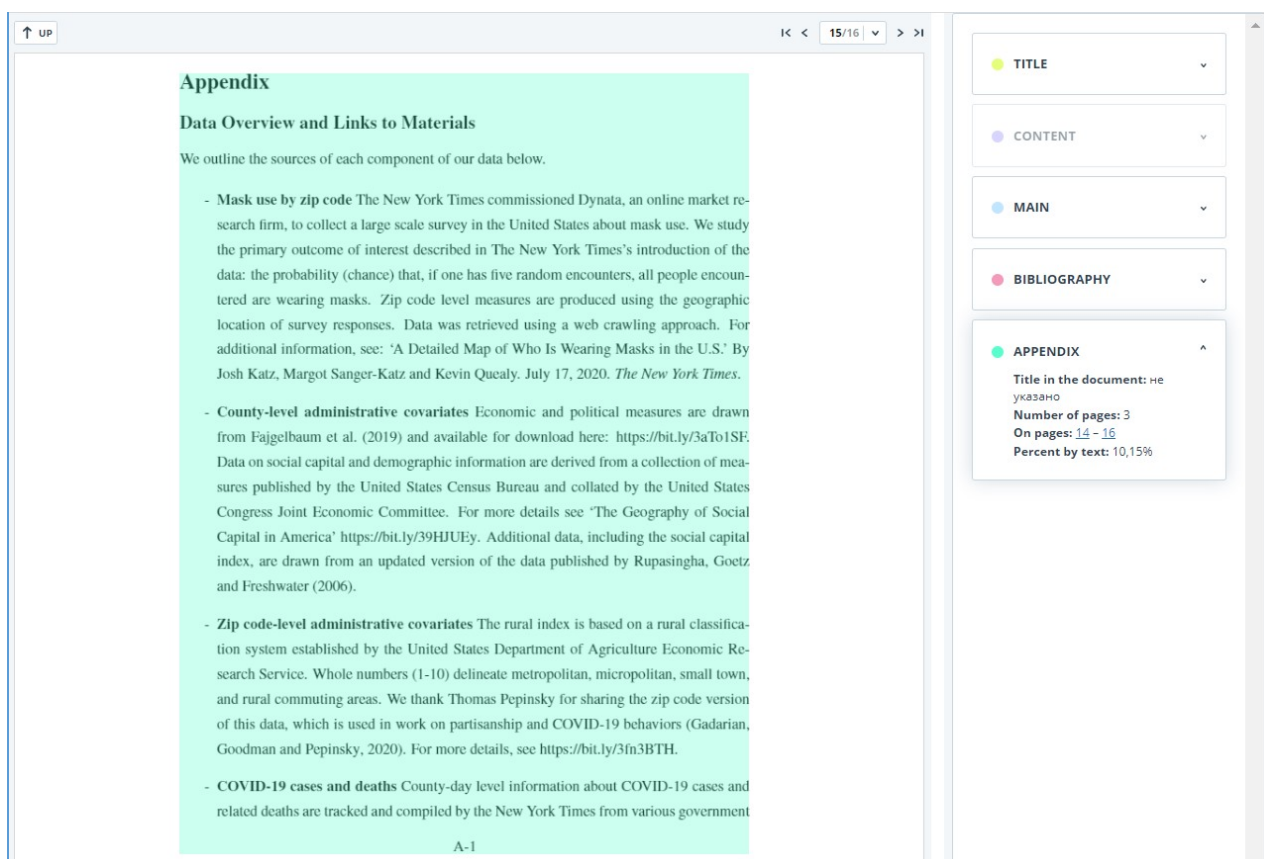 ↑ UP
15/16
Appendix
Data Overview and Links to Materials
We outline the sources of each component of our data below.
- Mask use by zip code The New York Times commissioned Dynata, an online market re-
search firm, to collect a large scale survey in the United States about mask use. We study
the primary outcome of interest described in The New York Times's introduction of the
data: the probability (chance) that, if one has five random encounters, all people encoun-
tered are wearing masks. Zip code level measures are produced using the geographic
location of survey responses. Data was retrieved using a web crawling approach. For
additional information, see: ‘A Detailed Map of Who Is Wearing Masks in the U.S.’ By
Josh Katz, Margot Sanger-Katz and Kevin Quealy. July 17, 2020. The New York Times.
- County-level administrative covariates Economic and political measures are drawn
from Fajgelbaum et al. (2019) and available for download here: https://bit.ly/3aTo1SF.
Data on social capital and demographic information are derived from a collection of mea-
sures published by the United States Census Bureau and collated by the United States
Congress Joint Economic Committee. For more details see ‘The Geography of Social
Capital in America’ https://bit.ly/39HJUEy. Additional data, including the social capital
index, are drawn from an updated version of the data published by Rupasingha, Goetz
and Freshwater (2006).
- Zip code-level administrative covariates The rural index is based on a rural classifica-
tion system established by the United States Department of Agriculture Economic Re-
search Service. Whole numbers (1-10) delineate metropolitan, micropolitan, small town,
and rural commuting areas. We thank Thomas Pepinsky for sharing the zip code version
of this data, which is used in work on partisanship and COVID-19 behaviors (Gadarian,
Goodman and Pepinsky, 2020). For more details, see https://bit.ly/3fn3BTH.
- COVID-19 cases and deaths County-day level information about COVID-19 cases and
related deaths are tracked and compiled by the New York Times from various government
A-1
TITLE
CONTENT
MAIN
BIBLIOGRAPHY
APPENDIX
Title in the document: не
указано
Number of pages: 3
On pages: 14 – 16
Percent by text: 10,15%